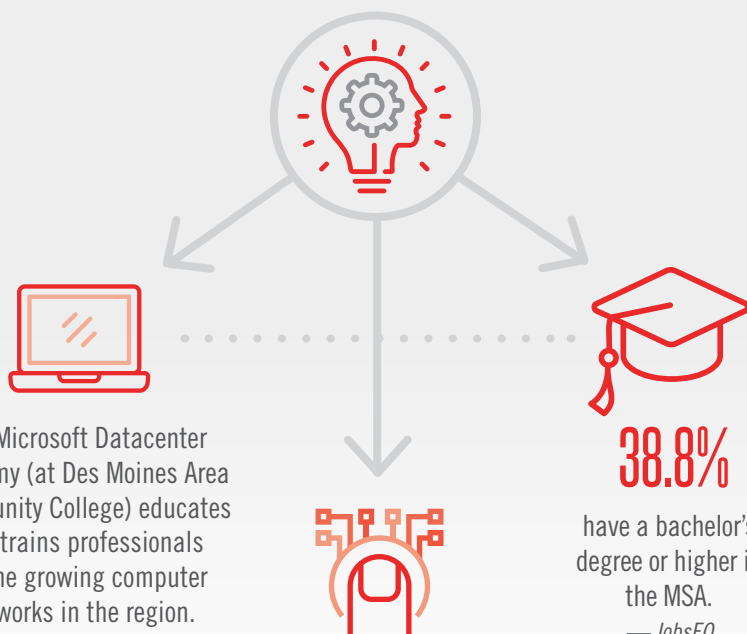 Microsoft Datacenter
my (at Des Moines Area
unity College) educates
trains professionals
he growing computer
works in the region.
38.8%
have a bachelor's
degree or higher i
the MSA.
— JobsEQ